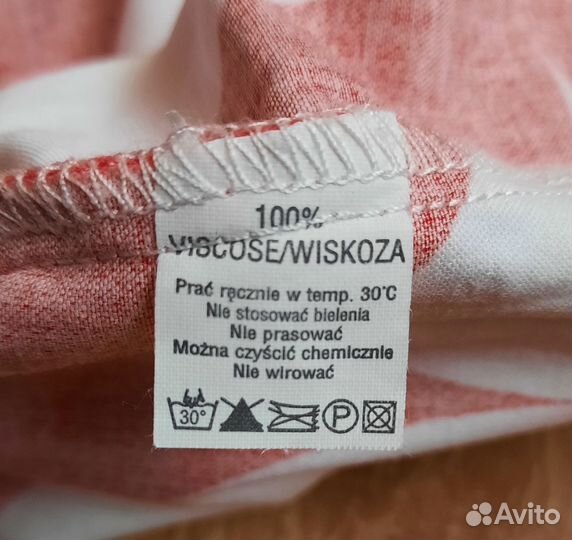 100%
VISCOSE/WISKOZA
Prać ręcznie w temp. 30°C
Nie stosować bielenia
Nie prasować
Można czyścić chemicznie
Nie wirować
30° P
Avito